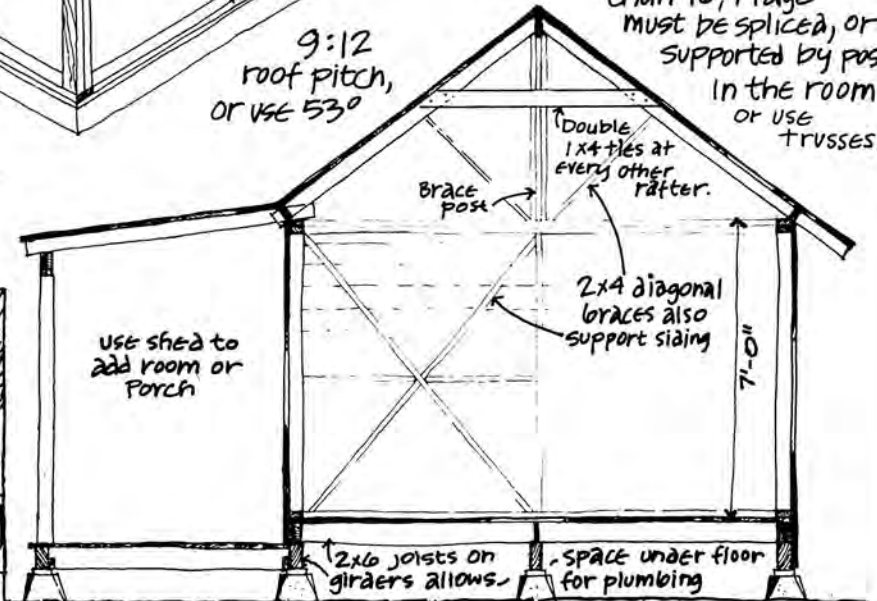 9:12
roof pitch,
or use 53°
must be spliced, or
supported by pos
in the room
or use
trusses
Double
1x4 ties at
every other
rafter.
Brace
post
2x4 diagonal
braces also
support siding
use shed to
add room or
Porch
7'-0"
2x6 joists on
girders allows
space under floor
for plumbing